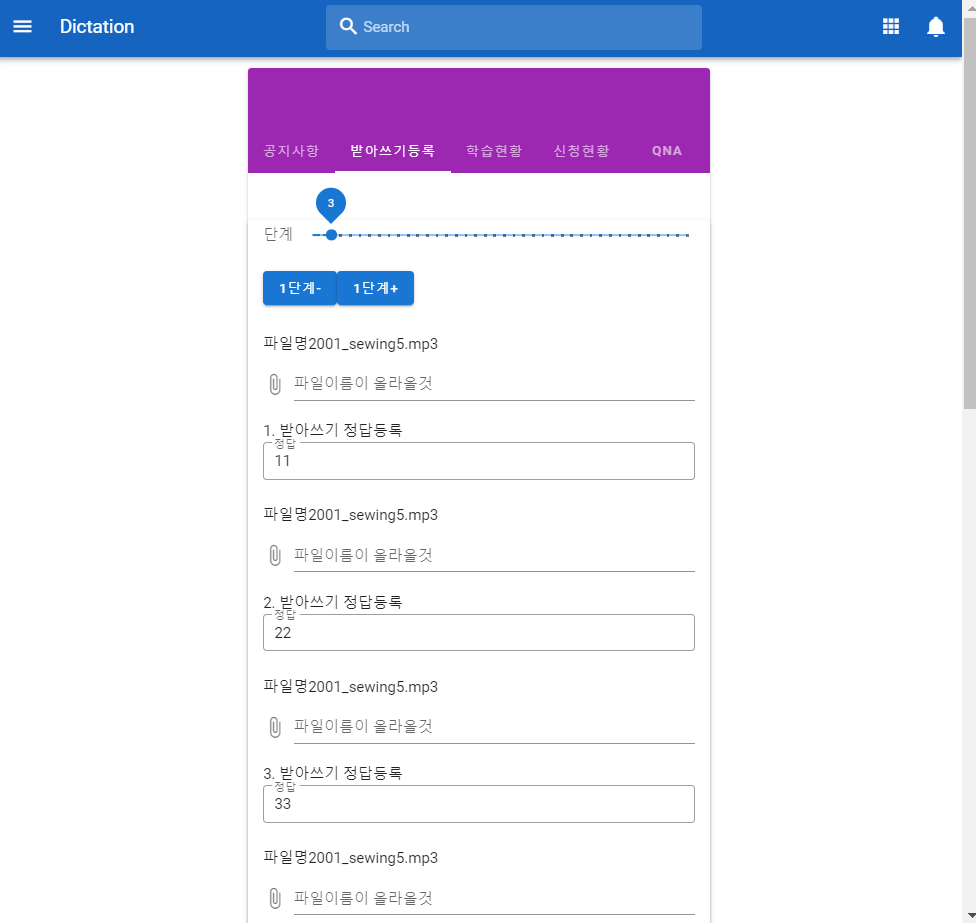 Dictation
Search
공지사항 받아쓰기등록 학습현황 신청현황 QNA
3
단계
1단계- 1단계+
파일명2001_sewing5.mp3
파일이름이 올라올것
1. 받아쓰기 정답등록
정답
11
파일명2001_sewing5.mp3
파일이름이 올라올것
2. 받아쓰기 정답등록
정답
22
파일명2001_sewing5.mp3
파일이름이 올라올것
3. 받아쓰기 정답등록
정답
33
파일명2001_sewing5.mp3
파일이름이 올라올것